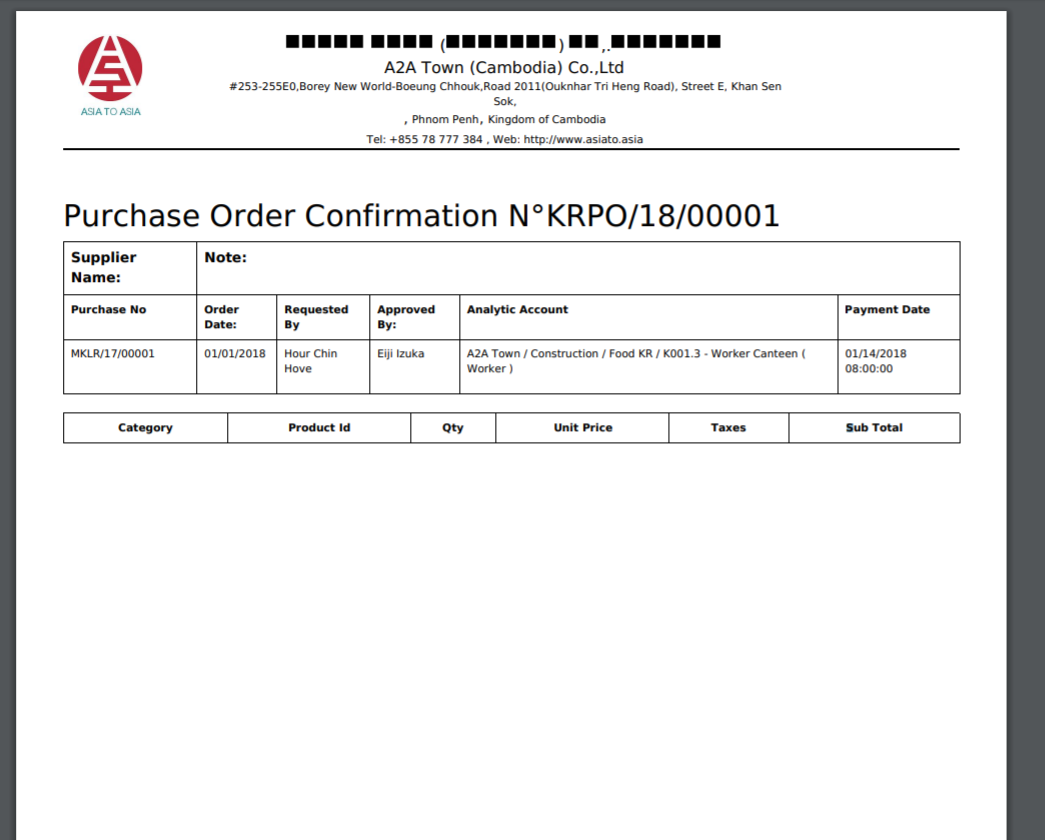 ■■■■■ ■■■■ (■■■■■■■) ■■,.■■■■■■■
A2A Town (Cambodia) Co.,Ltd
#253-255E0,Borey New World-Boeung Chhouk,Road 2011(Ouknhar Tri Heng Road), Street E, Khan Sen
Sok,
, Phnom Penh, Kingdom of Cambodia
Tel: +855 78 777 384 , Web: http://www.asiato.asia
ASIA TO ASIA
Purchase Order Confirmation N°KRPO/18/00001
Supplier
Name:
Note:
Purchase No
Order
Date:
Requested
By
Approved
By:
Analytic Account
Payment Date
MKLR/17/00001
01/01/2018
Hour Chin
Hove
Eiji Izuka
A2A Town / Construction / Food KR / K001.3 - Worker Canteen (
Worker )
01/14/2018
08:00:00
Category
Product Id
Qty
Unit Price
Taxes
Sub Total